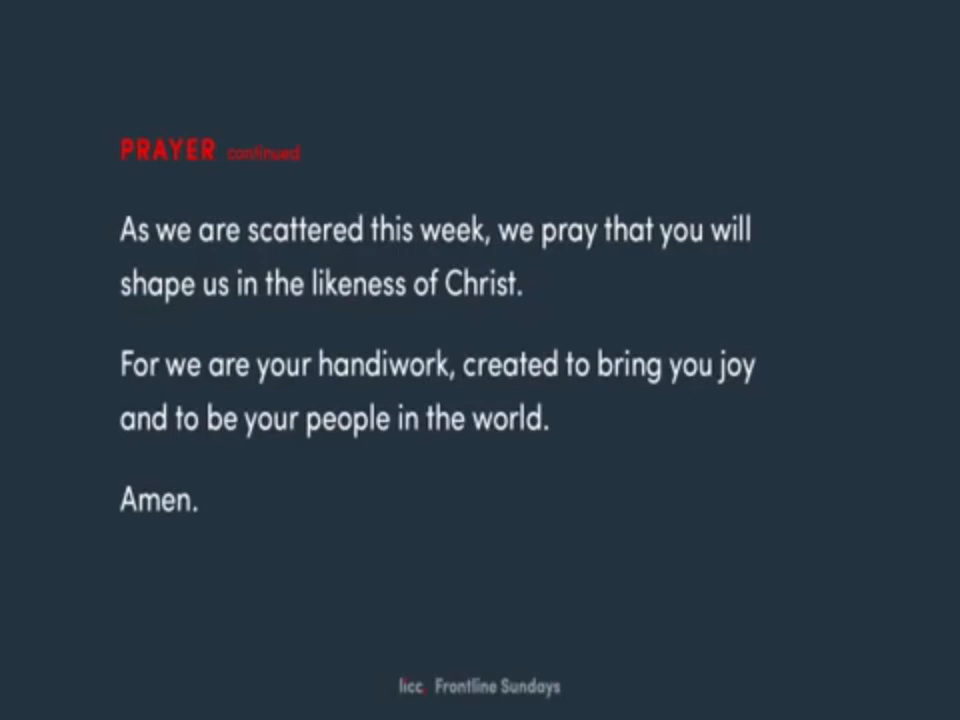 PRAYER continued
As we are scattered this week, we pray that you will
shape us in the likeness of Christ.
For we are your handiwork, created to bring you joy
and to be your people in the world.
Amen.
licc. Frontline Sundays